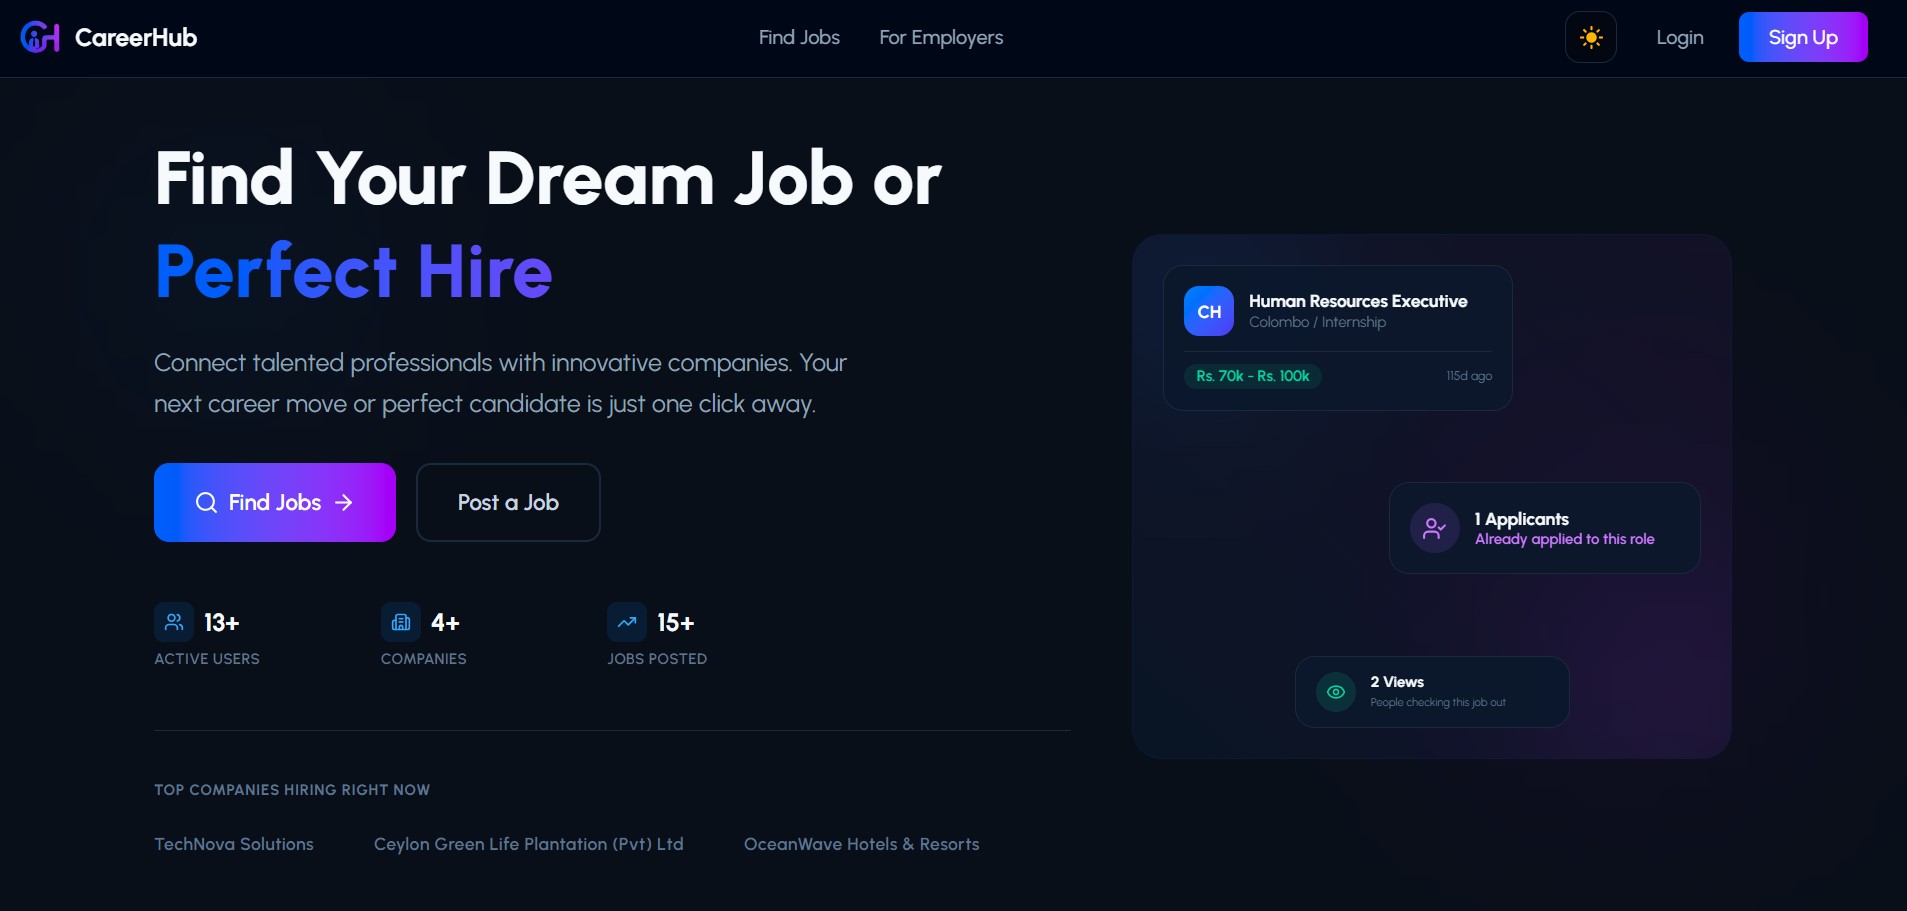 CareerHub
Find Jobs
For Employers
Login
Sign Up
Find Your Dream Job or
Perfect Hire
Connect talented professionals with innovative companies. Your
next career move or perfect candidate is just one click away.
Find Jobs
Post a Job
13+
ACTIVE USERS
4+
COMPANIES
15+
JOBS POSTED
TOP COMPANIES HIRING RIGHT NOW
TechNova Solutions
Ceylon Green Life Plantation (Pvt) Ltd
OceanWave Hotels & Resorts
CH
Human Resources Executive
Colombo / Internship
Rs. 70k - Rs. 100k
115d ago
1 Applicants
Already applied to this role
2 Views
People checking this job out